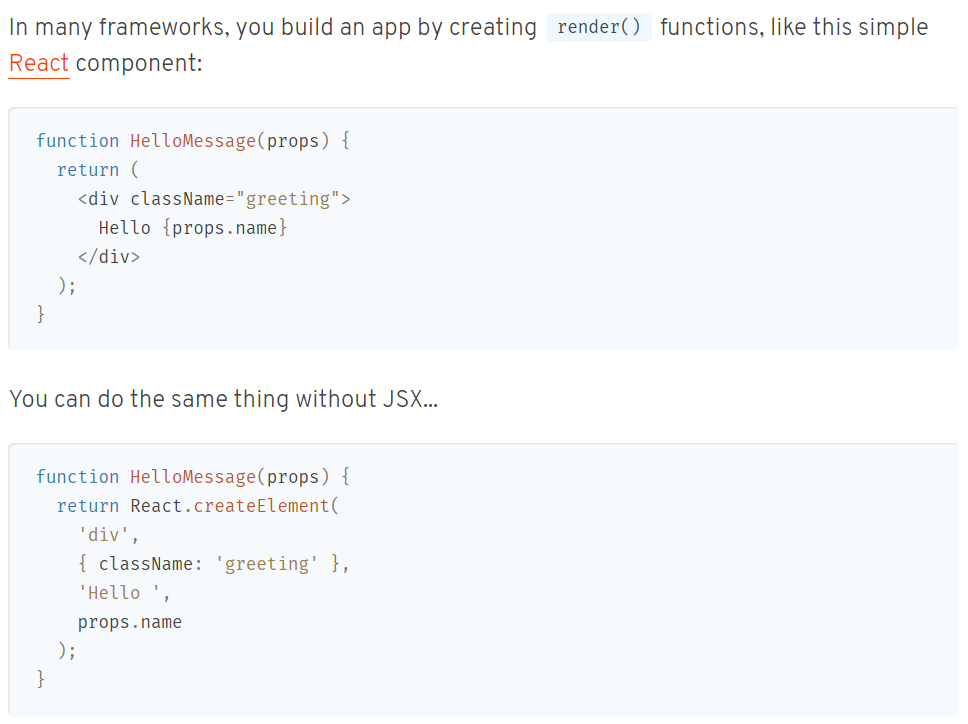 In many frameworks, you build an app by creating render() functions, like this simple
React component:
function HelloMessage(props) {
  return (
    <div className="greeting">
      Hello {props.name}
    </div>
  );
}
You can do the same thing without JSX…
function HelloMessage(props) {
  return React.createElement(
    'div',
    { className: 'greeting' },
    'Hello ',
    props.name
  );
}